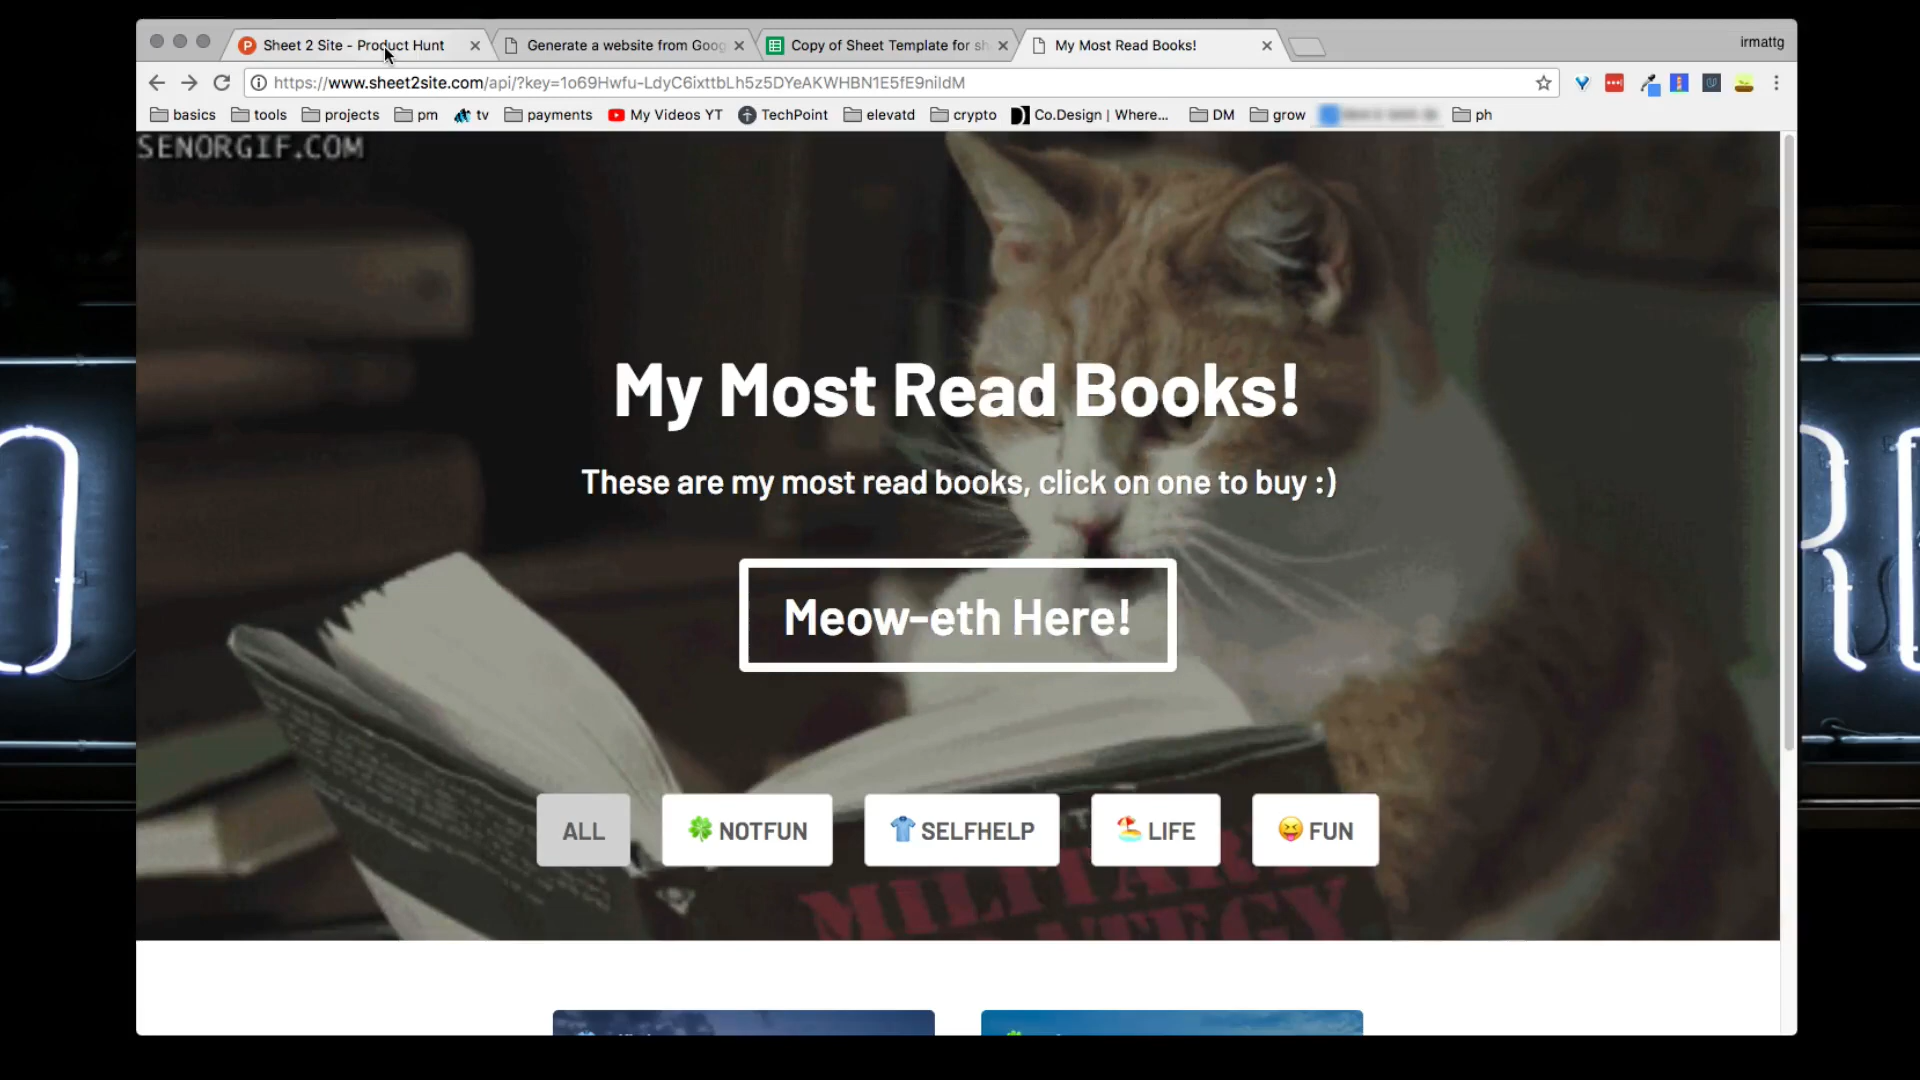 Sheet 2 Site - Product Hunt
Generate a website from Goog
Copy of Sheet Template for sh
My Most Read Books!
irmattg
https://www.sheet2site.com/api/?key=1o69Hwfu-LdyC6ixttbLh5z5DYeAKWHBN1E5fE9niIdM
basics
tools
projects
pm
tv
payments
My Videos YT
TechPoint
elevatd
crypto
Co.Design | Where...
DM
grow
ph
SENORGIF.COM
My Most Read Books!
These are my most read books, click on one to buy :)
Meow-eth Here!
ALL
NOTFUN
SELFHELP
LIFE
FUN
MILITARY
STRATEGY